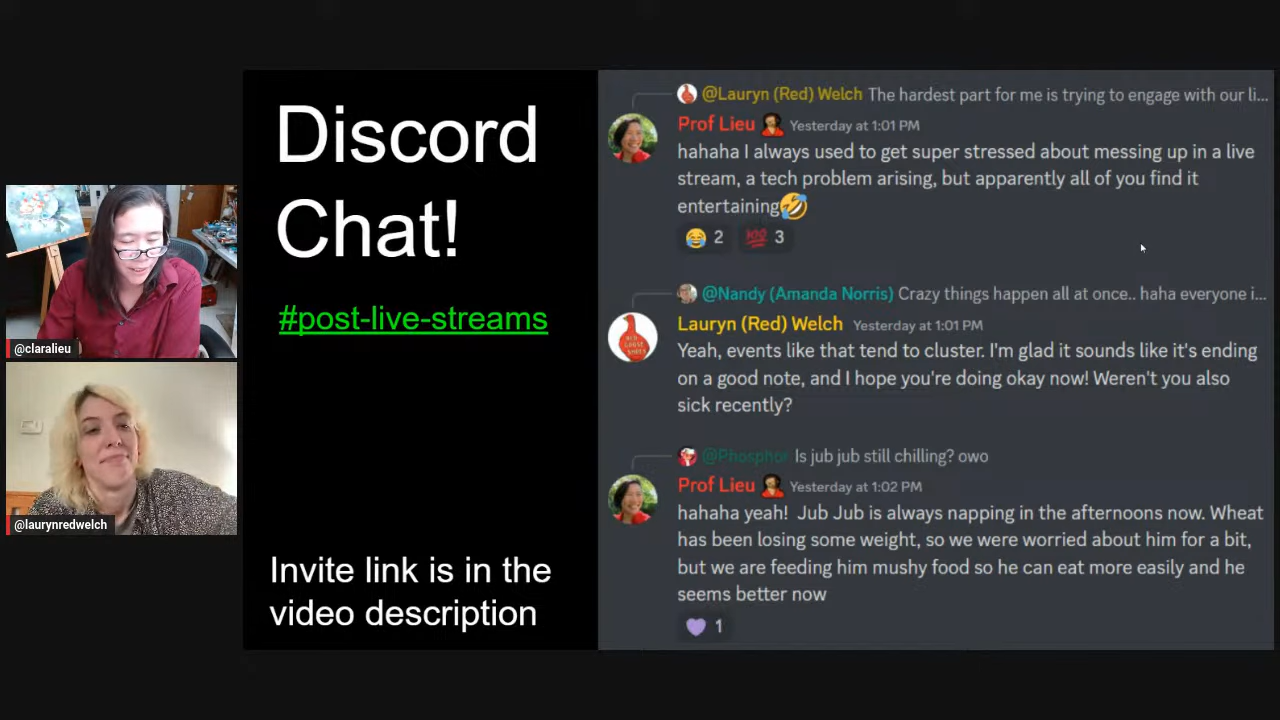 Discord
Chat!
#post-live-streams
Invite link is in the
video description
@claralieu
@laurynredwelch
@Lauryn (Red) Welch The hardest part for me is trying to engage with our li...
Prof Lieu Yesterday at 1:01 PM
hahaha I always used to get super stressed about messing up in a live
stream, a tech problem arising, but apparently all of you find it
entertaining🤣
😂 2 💯 3
@Nandy (Amanda Norris) Crazy things happen all at once.. haha everyone i...
Lauryn (Red) Welch Yesterday at 1:01 PM
RED GOOSE
Yeah, events like that tend to cluster. I'm glad it sounds like it's ending
on a good note, and I hope you're doing okay now! Weren't you also
sick recently?
@Phosphor Is jub jub still chilling? owo
Prof Lieu Yesterday at 1:02 PM
hahaha yeah!  Jub Jub is always napping in the afternoons now. Wheat
has been losing some weight, so we were worried about him for a bit,
but we are feeding him mushy food so he can eat more easily and he
seems better now
💜 1